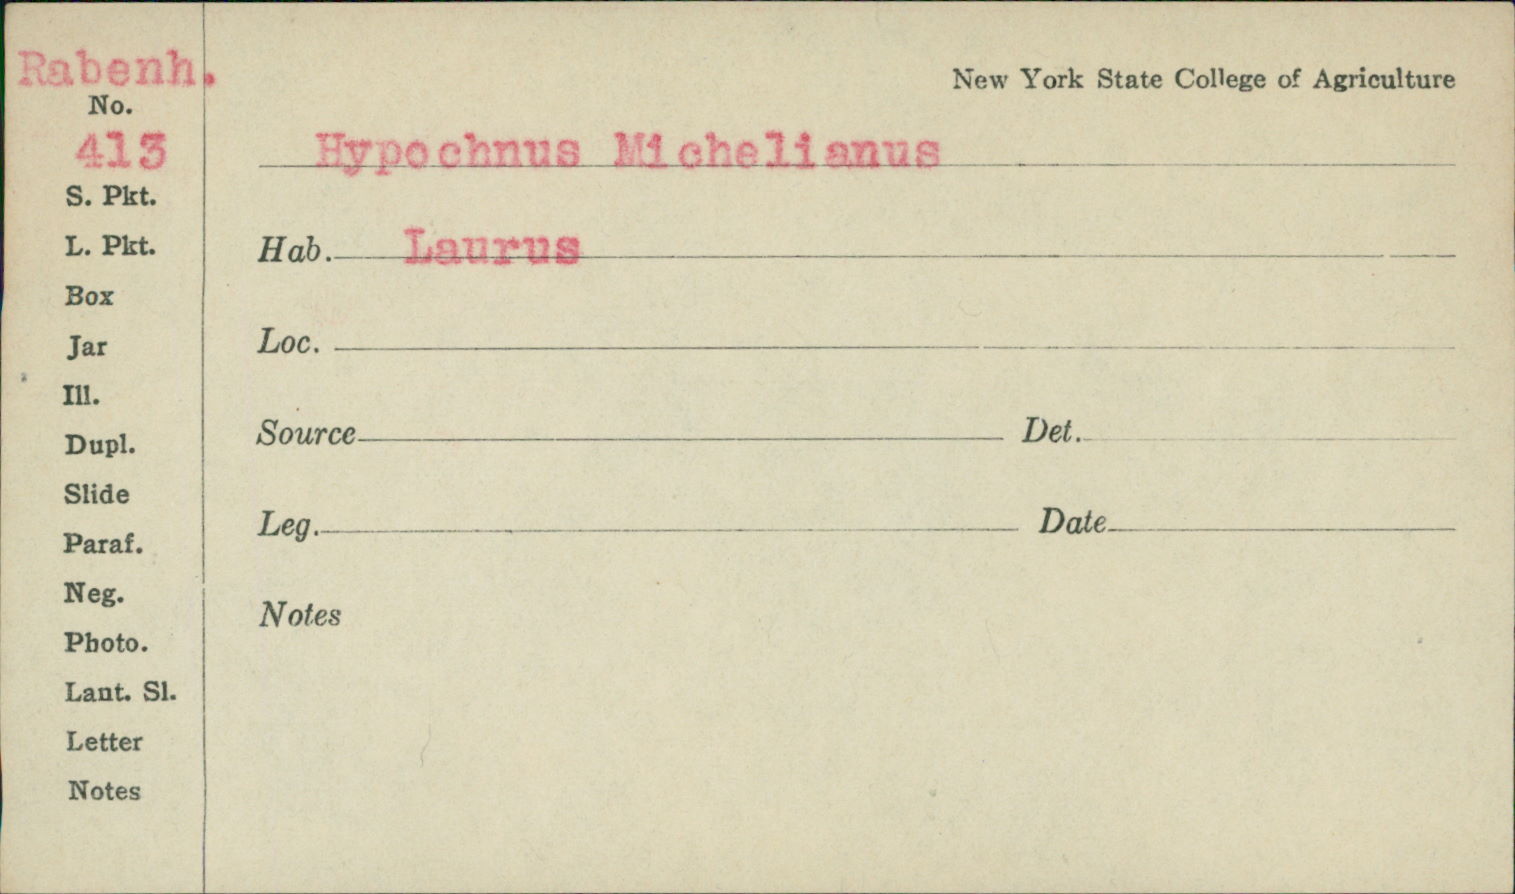 Rabenh.
No.
413
S. Pkt.
L. Pkt.
Box
Jar
Ill.
Dupl.
Slide
Paraf.
Neg.
Photo.
Lant. Sl.
Letter
Notes
New York State College of Agriculture
Hypochnus Michelianus
Hab. Laurus
Loc.
Source Det.
Leg. Date
Notes